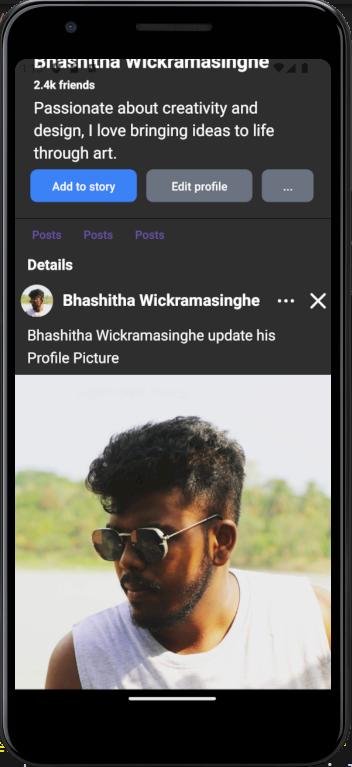 Bhashitha Wickramasinghe
2.4k friends
Passionate about creativity and
design, I love bringing ideas to life
through art.
Add to story Edit profile ...
Posts Posts Posts
Details
Bhashitha Wickramasinghe
Bhashitha Wickramasinghe update his
Profile Picture